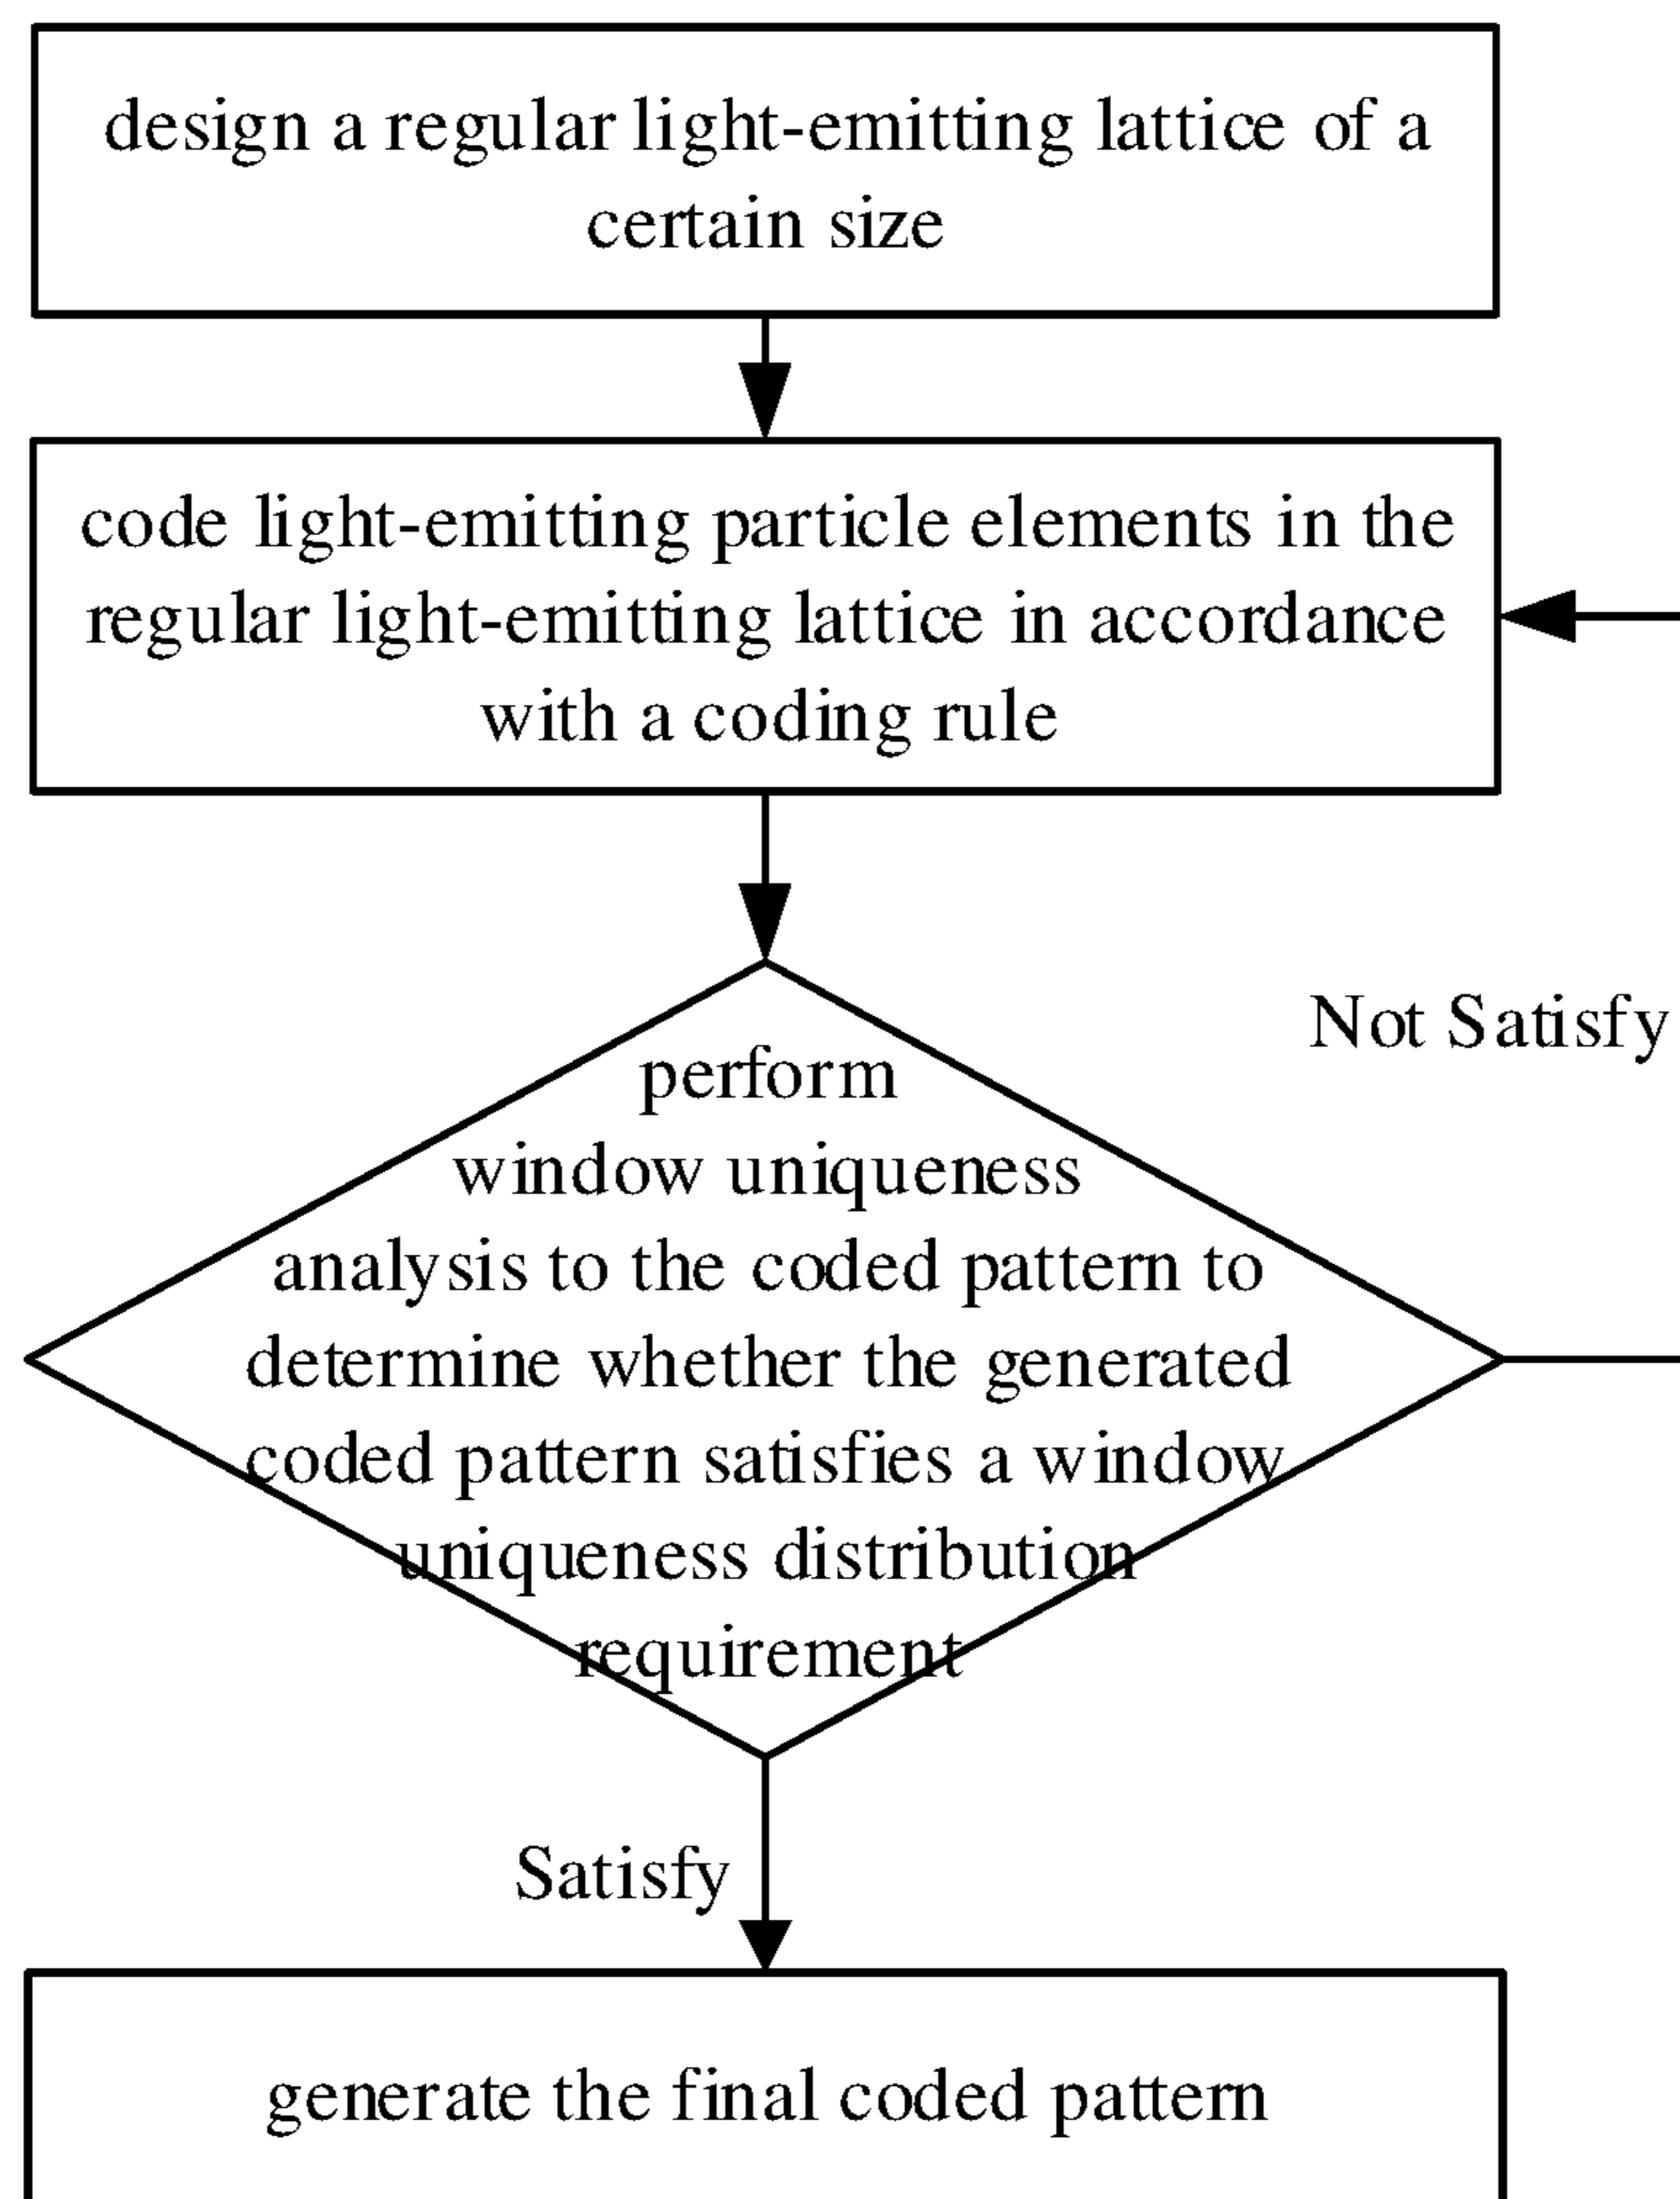 design a regular light-emitting lattice of a
certain size
code light-emitting particle elements in the
regular light-emitting lattice in accordance
with a coding rule
Not Satisfy
perform
window uniqueness
analysis to the coded pattern to
determine whether the generated
coded pattern satisfies a window
uniqueness distribution
requirement
Satisfy
generate the final coded pattern